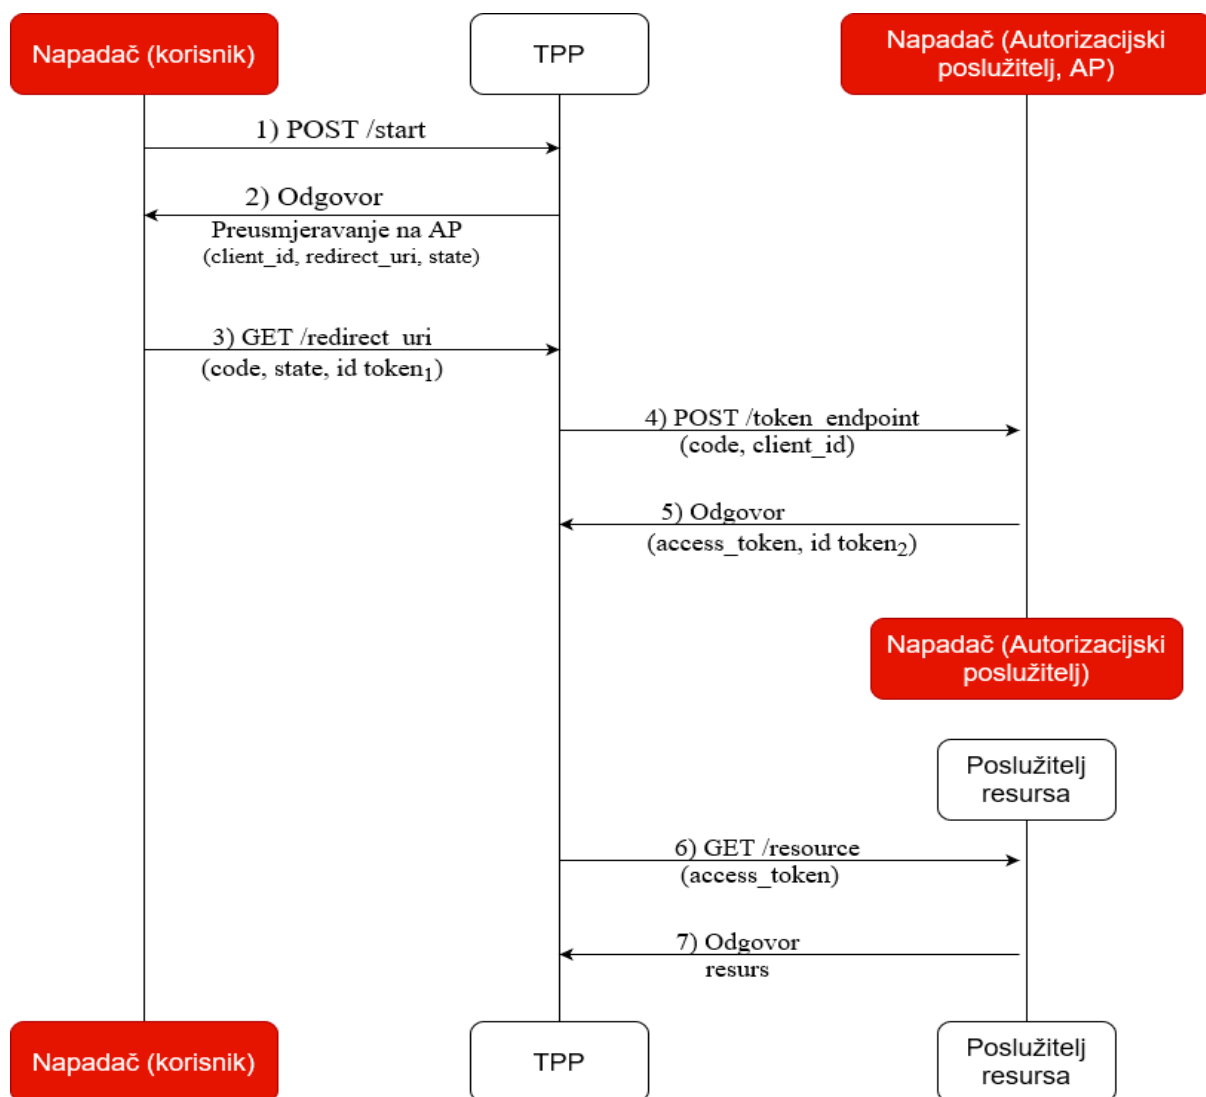 Napadač (korisnik)
TPP
Napadač (Autorizacijski
poslužitelj, AP)
1) POST /start
2) Odgovor
Preusmjeravanje na AP
(client_id, redirect_uri, state)
3) GET /redirect_uri
(code, state, id token₁)
4) POST /token_endpoint
(code, client_id)
5) Odgovor
(access_token, id token₂)
Napadač (Autorizacijski
poslužitelj)
Poslužitelj
resursa
6) GET /resource
(access_token)
7) Odgovor
resurs
Napadač (korisnik)
TPP
Poslužitelj
resursa